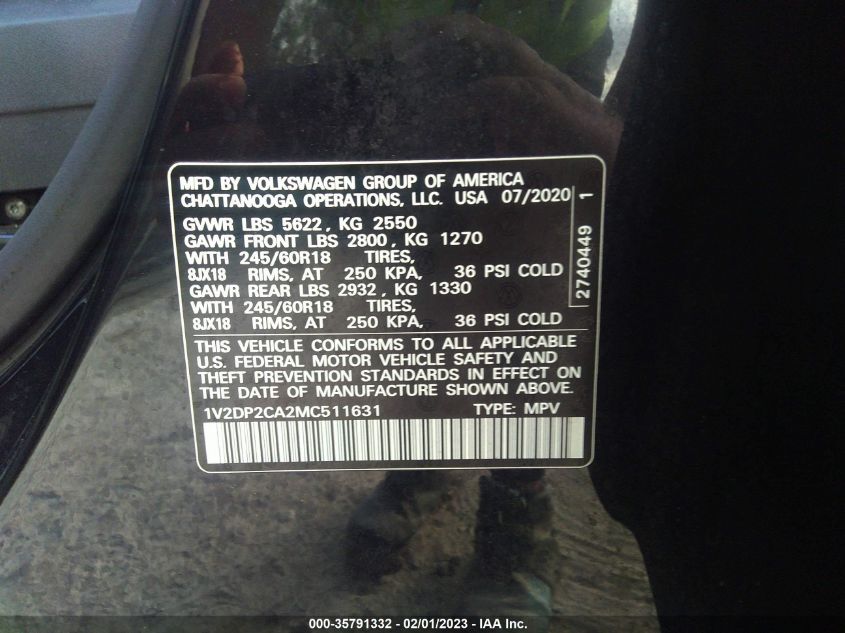 MFD BY VOLKSWAGEN GROUP OF AMERICA
CHATTANOOGA OPERATIONS, LLC. USA 07/2020
GVWR LBS 5622, KG 2550
GAWR FRONT LBS 2800, KG 1270
WITH 245/60R18 TIRES,
8JX18 RIMS, AT 250 KPA, 36 PSI COLD
GAWR REAR LBS 2932, KG 1330
WITH 245/60R18 TIRES,
8JX18 RIMS, AT 250 KPA, 36 PSI COLD
2740449 1
THIS VEHICLE CONFORMS TO ALL APPLICABLE
U.S. FEDERAL MOTOR VEHICLE SAFETY AND
THEFT PREVENTION STANDARDS IN EFFECT ON
THE DATE OF MANUFACTURE SHOWN ABOVE.
1V2DP2CA2MC511631 TYPE: MPV
000-35791332 - 02/01/2023 - IAA Inc.